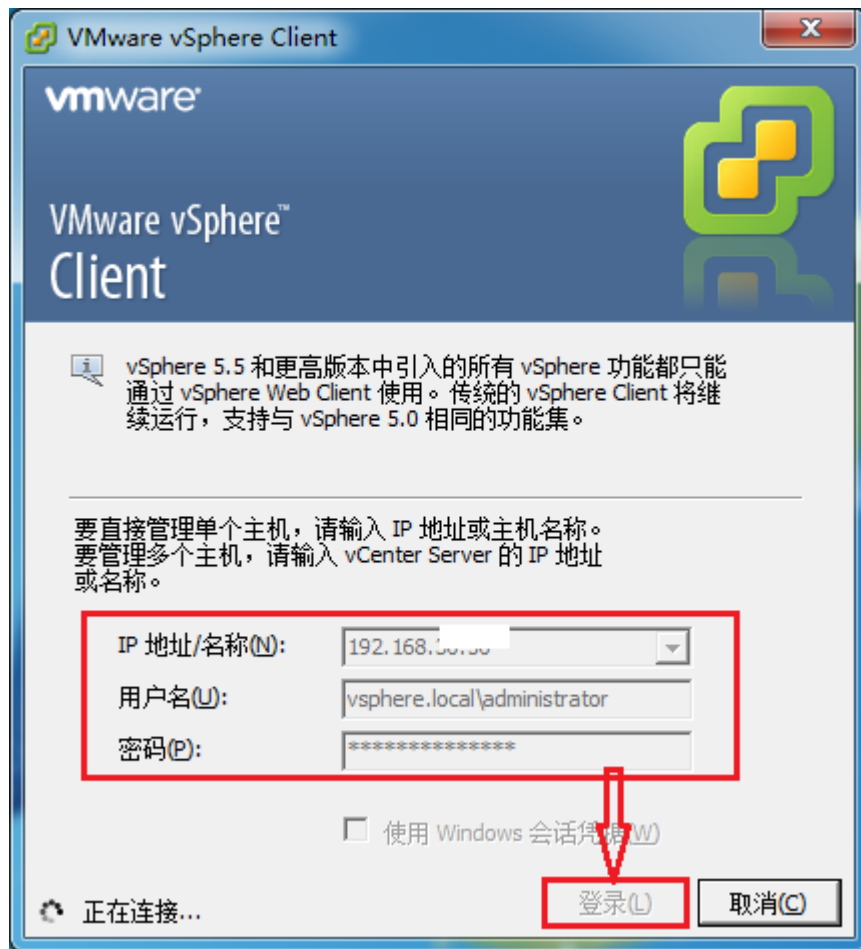 VMware vSphere Client
vmware
VMware vSphere™
Client
vSphere 5.5 和更高版本中引入的所有 vSphere 功能都只能
通过 vSphere Web Client 使用。传统的 vSphere Client 将继
续运行，支持与 vSphere 5.0 相同的功能集。
要直接管理单个主机，请输入 IP 地址或主机名称。
要管理多个主机，请输入 vCenter Server 的 IP 地址
或名称。
IP 地址/名称(N): 192.168.
用户名(U): vsphere.local\administrator
密码(P): **************
使用 Windows 会话凭据(W)
正在连接... 登录(L) 取消(C)